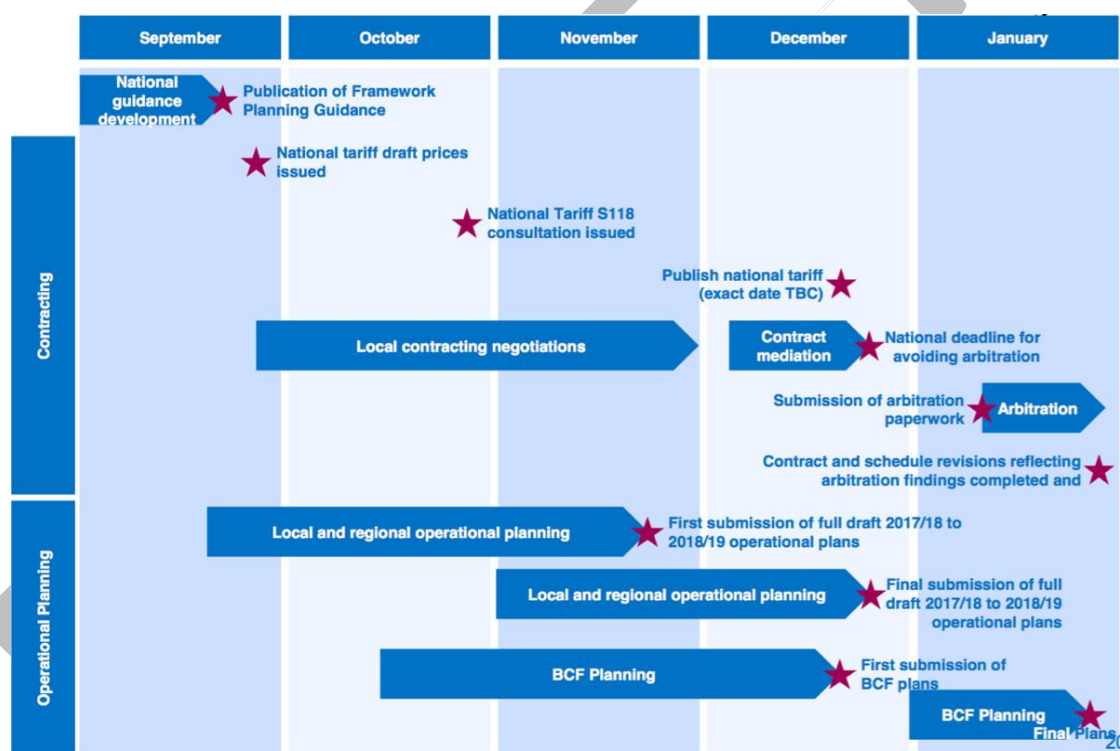 September
October
November
December
January
National
guidance
development
Publication of Framework
Planning Guidance
National tariff draft prices
issued
National Tariff S118
consultation issued
Publish national tariff
(exact date TBC)
Contracting
Local contracting negotiations
Contract
mediation
National deadline for
avoiding arbitration
Submission of arbitration
paperwork
Arbitration
Contract and schedule revisions reflecting
arbitration findings completed and
Operational Planning
Local and regional operational planning
First submission of full draft 2017/18 to
2018/19 operational plans
Local and regional operational planning
Final submission of full
draft 2017/18 to 2018/19
operational plans
BCF Planning
First submission of
BCF plans
BCF Planning
Final Plans